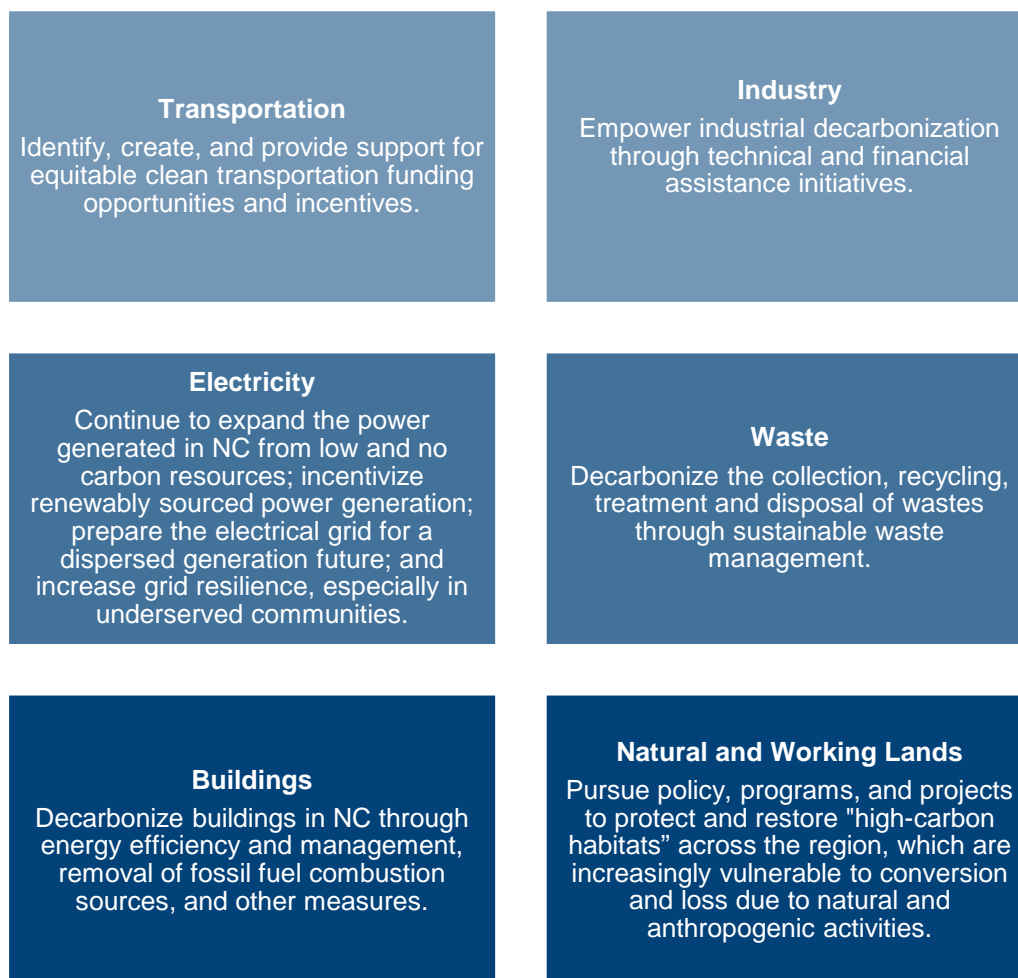 Transportation
Identify, create, and provide support for
equitable clean transportation funding
opportunities and incentives.
Industry
Empower industrial decarbonization
through technical and financial
assistance initiatives.
Electricity
Continue to expand the power
generated in NC from low and no
carbon resources; incentivize
renewably sourced power generation;
prepare the electrical grid for a
dispersed generation future; and
increase grid resilience, especially in
underserved communities.
Waste
Decarbonize the collection, recycling,
treatment and disposal of wastes
through sustainable waste
management.
Buildings
Decarbonize buildings in NC through
energy efficiency and management,
removal of fossil fuel combustion
sources, and other measures.
Natural and Working Lands
Pursue policy, programs, and projects
to protect and restore "high-carbon
habitats” across the region, which are
increasingly vulnerable to conversion
and loss due to natural and
anthropogenic activities.